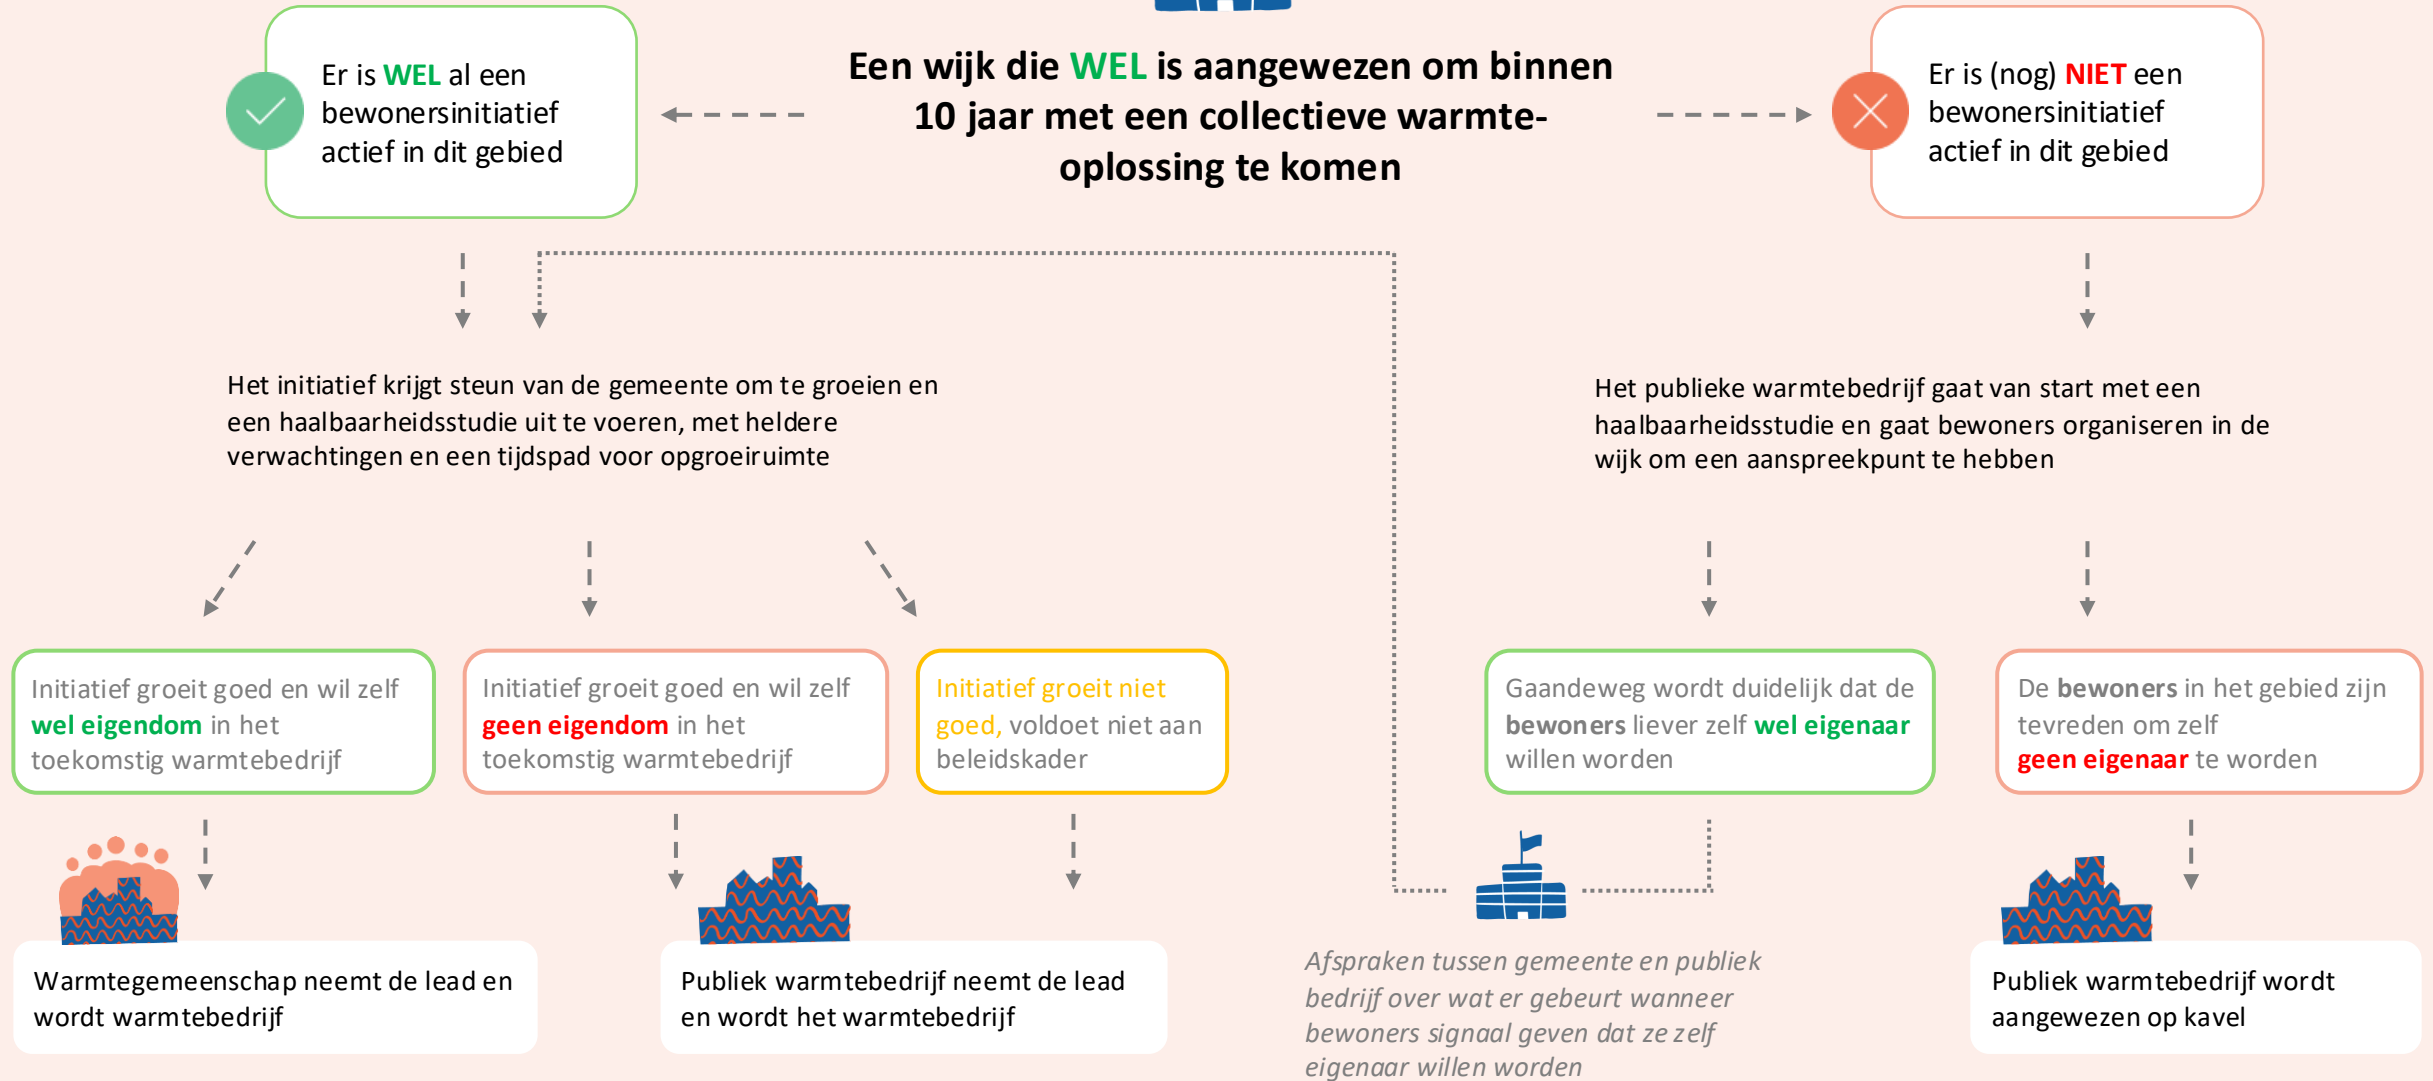 Er is WEL al een
bewonersinitiatief
actief in dit gebied
Een wijk die WEL is aangewezen om binnen
10 jaar met een collectieve warmte-
oplossing te komen
Er is (nog) NIET een
bewonersinitiatief
actief in dit gebied
Het initiatief krijgt steun van de gemeente om te groeien en
een haalbaarheidsstudie uit te voeren, met heldere
verwachtingen en een tijdspad voor opgroeiruimte
Het publieke warmtebedrijf gaat van start met een
haalbaarheidsstudie en gaat bewoners organiseren in de
wijk om een aanspreekpunt te hebben
Initiatief groeit goed en wil zelf
wel eigendom in het
toekomstig warmtebedrijf
Initiatief groeit goed en wil zelf
geen eigendom in het
toekomstig warmtebedrijf
Initiatief groeit niet
goed, voldoet niet aan
beleidskader
Gaandeweg wordt duidelijk dat de
bewoners liever zelf wel eigenaar
willen worden
De bewoners in het gebied zijn
tevreden om zelf
geen eigenaar te worden
Warmtegemeenschap neemt de lead en
wordt warmtebedrijf
Publiek warmtebedrijf neemt de lead
en wordt het warmtebedrijf
Afspraken tussen gemeente en publiek
bedrijf over wat er gebeurt wanneer
bewoners signaal geven dat ze zelf
eigenaar willen worden
Publiek warmtebedrijf wordt
aangewezen op kavel